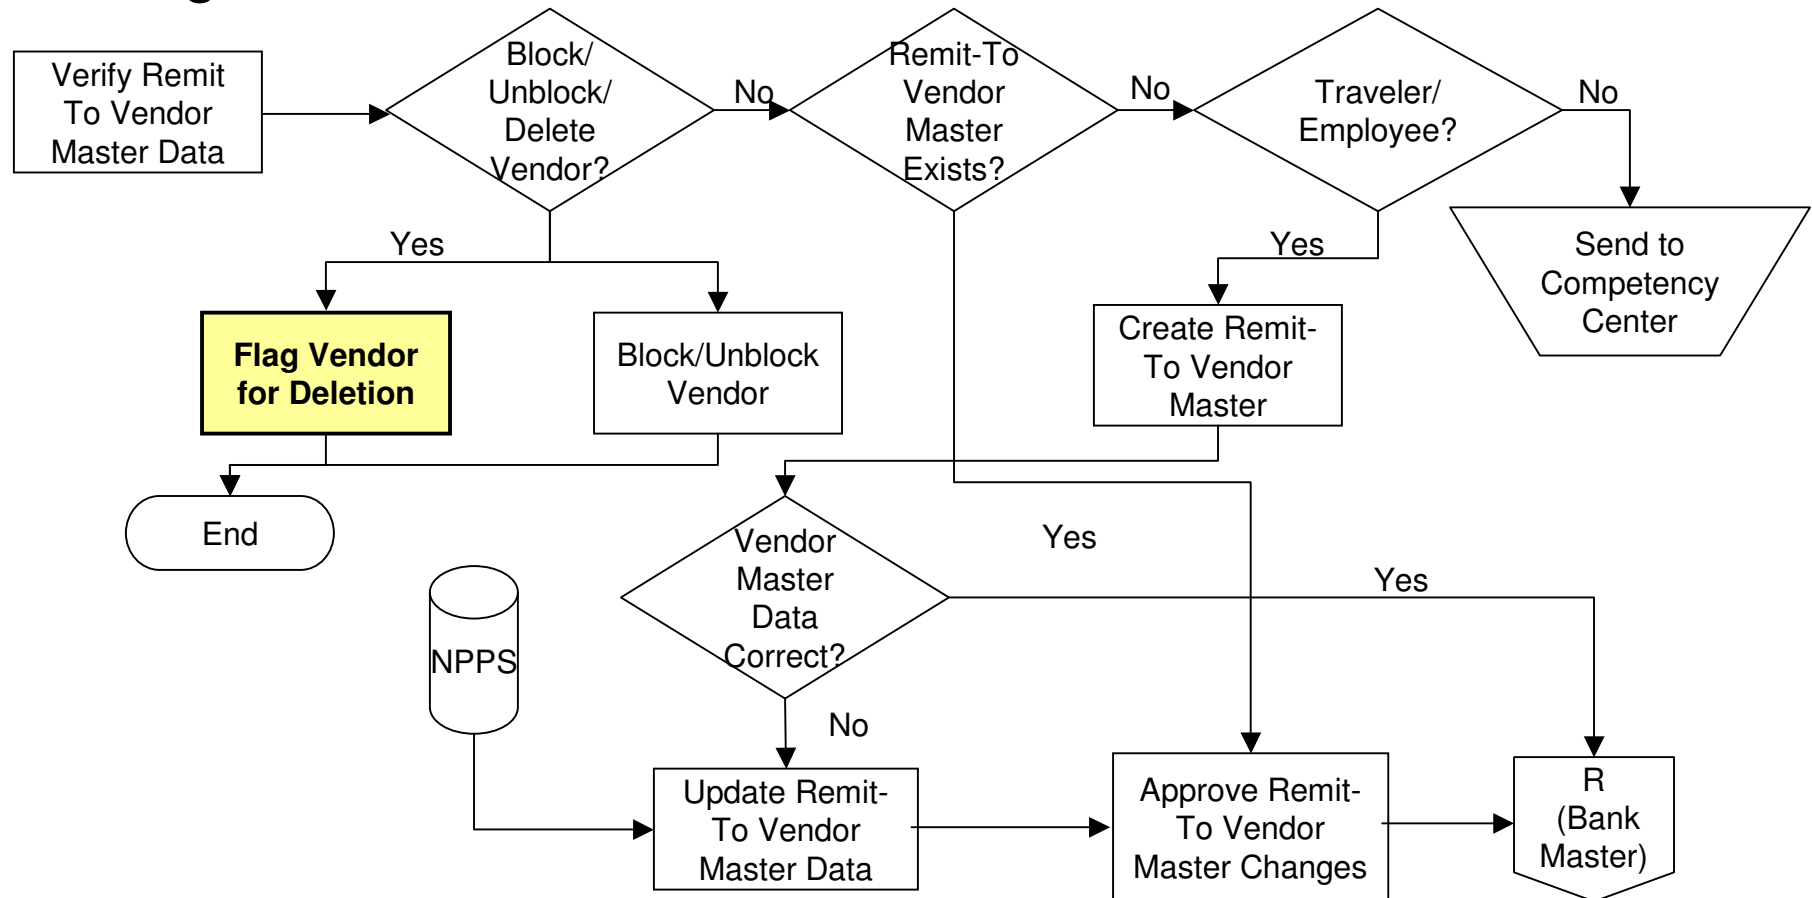 Verify Remit
To Vendor
Master Data
Block/
Unblock/
Delete
Vendor?
No
Remit-To
Vendor
Master
Exists?
No
Traveler/
Employee?
No
Send to
Competency
Center
Yes
Yes
Flag Vendor
for Deletion
Block/Unblock
Vendor
Create Remit-
To Vendor
Master
End
Vendor
Master
Data
Correct?
Yes
Yes
NPPS
No
Update Remit-
To Vendor
Master Data
Approve Remit-
To Vendor
Master Changes
R
(Bank
Master)